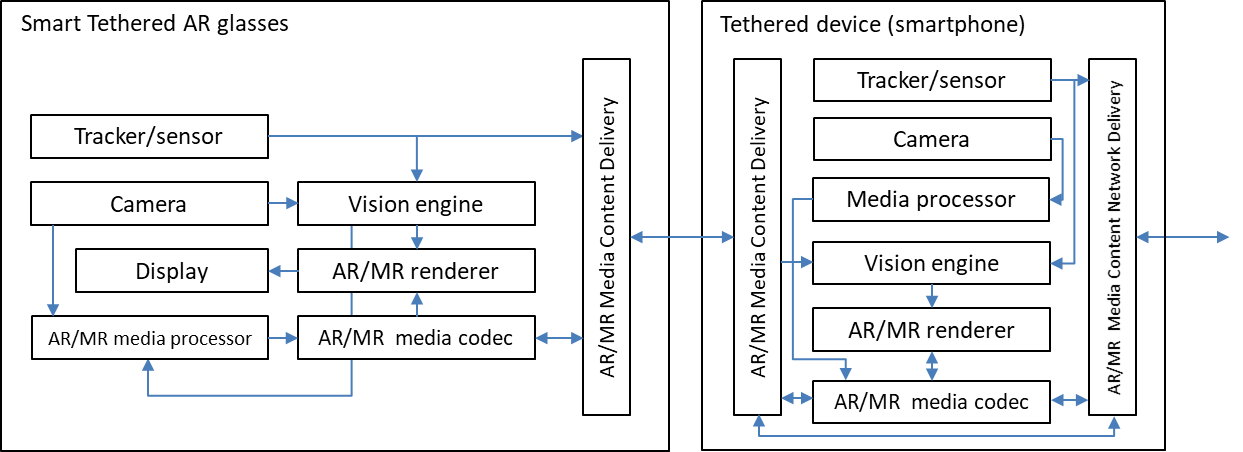 Smart Tethered AR glasses
Tracker/sensor
Camera
Vision engine
Display
AR/MR renderer
AR/MR media processor
AR/MR  media codec
AR/MR Media Content Delivery
Tethered device (smartphone)
AR/MR Media Content Delivery
Tracker/sensor
Camera
Media processor
Vision engine
AR/MR renderer
AR/MR  media codec
AR/MR  Media Content Network Delivery